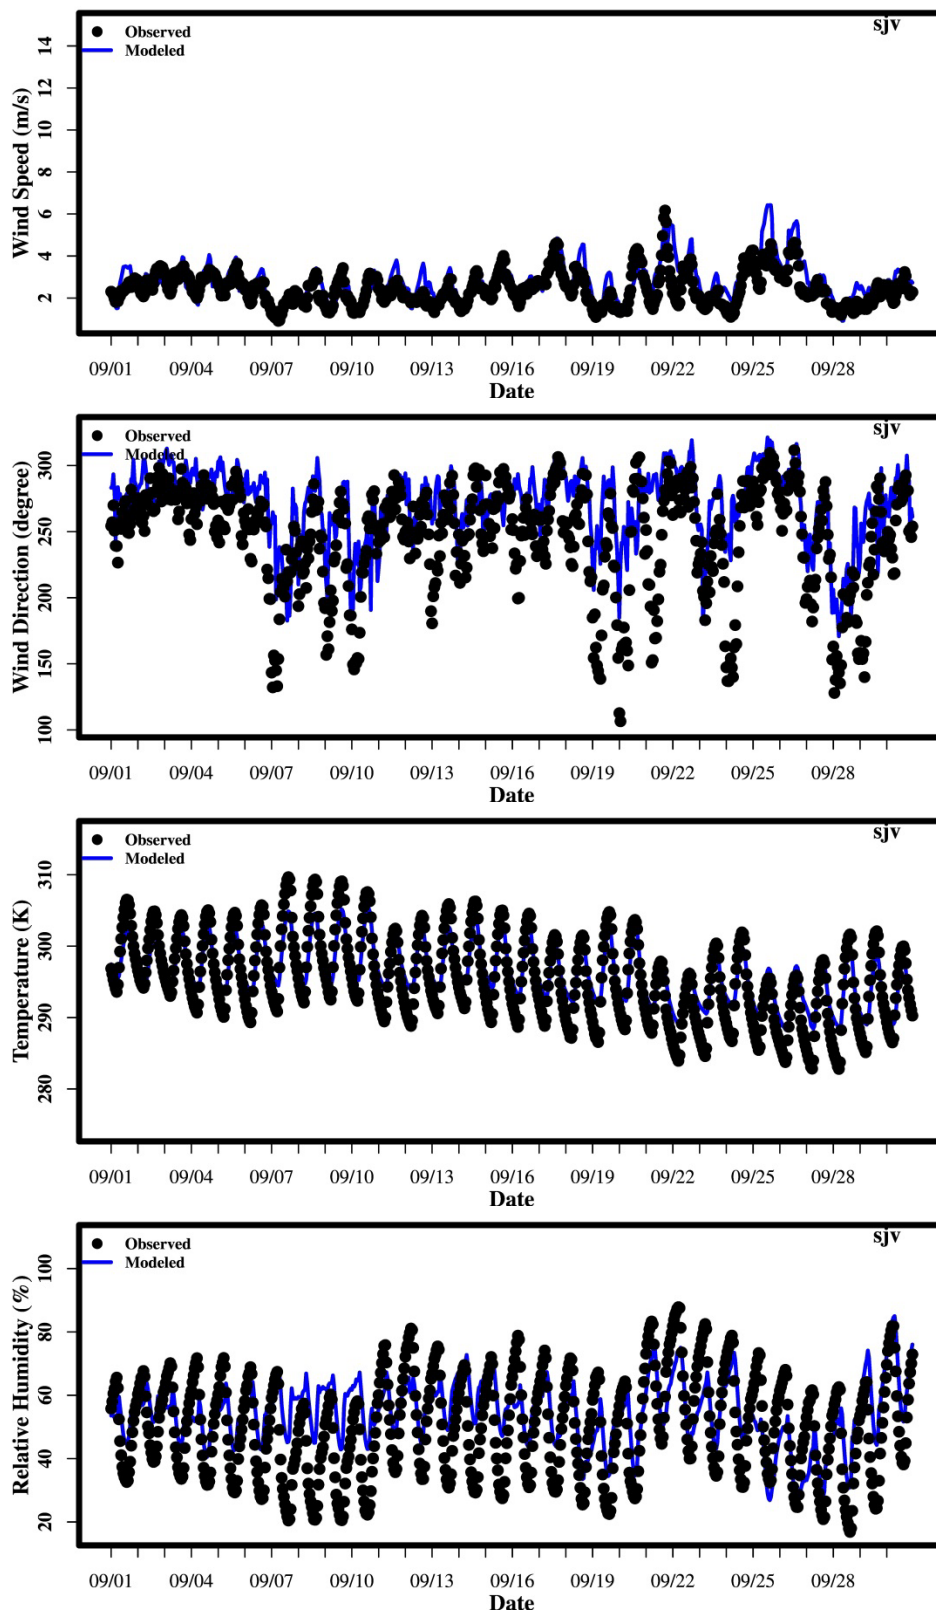 sjv
Observed
Modeled
Wind Speed (m/s)
14
12
10
8
6
4
2
09/01 09/04 09/07 09/10 09/13 09/16 09/19 09/22 09/25 09/28
Date
sjv
Observed
Modeled
Wind Direction (degree)
300
250
200
150
100
09/01 09/04 09/07 09/10 09/13 09/16 09/19 09/22 09/25 09/28
Date
sjv
Observed
Modeled
Temperature (K)
310
300
290
280
09/01 09/04 09/07 09/10 09/13 09/16 09/19 09/22 09/25 09/28
Date
sjv
Observed
Modeled
Relative Humidity (%)
100
80
60
40
20
09/01 09/04 09/07 09/10 09/13 09/16 09/19 09/22 09/25 09/28
Date